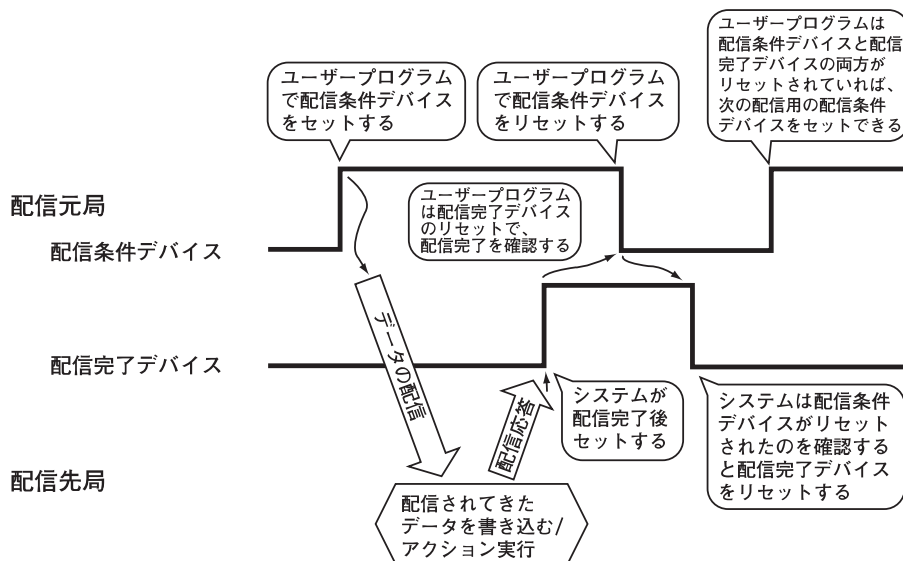 ユーザープログラム
で配信条件デバイス
をセットする
ユーザープログラム
で配信条件デバイス
をリセットする
ユーザープログラムは
配信条件デバイスと配信
完了デバイスの両方が
リセットされていれば、
次の配信用の配信条件
デバイスをセットできる
配信元局
配信条件デバイス
ユーザープログラム
は配信完了デバイス
のリセットで、
配信完了を確認する
データの配信
配信完了デバイス
配信応答
システムが
配信完了後
セットする
システムは配信条件
デバイスがリセット
されたのを確認する
と配信完了デバイス
をリセットする
配信先局
配信されてきた
データを書き込む/
アクション実行